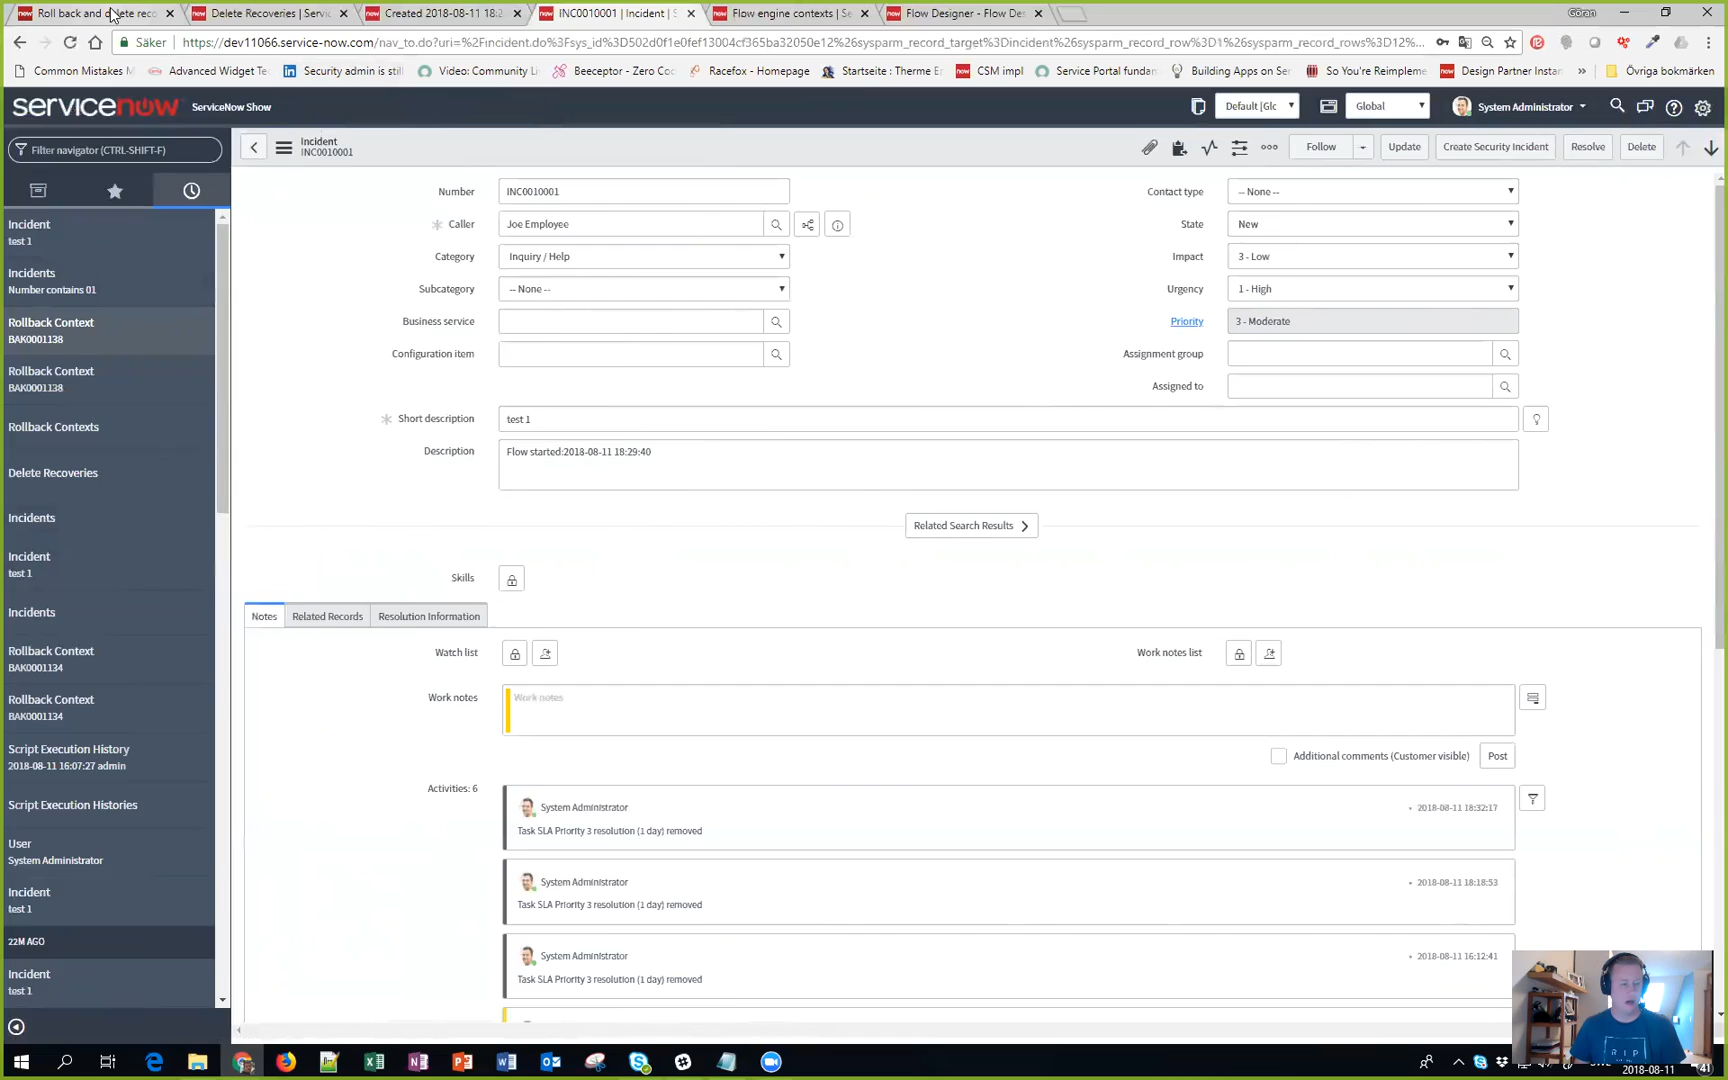 Roll back and delete reco
Delete Recoveries | Servic
Created 2018-08-11 18:2
INC0010001 | Incident | S
Flow engine contexts | Se
Flow Designer - Flow De
Göran
Säker
https://dev11066.service-now.com/nav_to.do?uri=%2Fincident.do%3Fsys_id%3D502d0f1e0fef13004cf365ba32050e12%26sysparm_record_target%3Dincident%26sysparm_record_row%3D1%26sysparm_record_rows%3D12%...
Common Mistakes M
Advanced Widget Te
Security admin is still
Video: Community Li
Beeceptor - Zero Coc
Racefox - Homepage
Startseite : Therme Er
CSM impl
Service Portal fundan
Building Apps on Ser
So You're Reimpleme
Design Partner Instan
»
Övriga bokmärken
servicenow
ServiceNow Show
Default [Glc
Global
System Administrator
Filter navigator (CTRL-SHIFT-F)
Incident
INC0010001
Follow
Update
Create Security Incident
Resolve
Delete
Incident
test 1
Incidents
Number contains 01
Rollback Context
BAK0001138
Rollback Context
BAK0001138
Rollback Contexts
Delete Recoveries
Incidents
Incident
test 1
Incidents
Rollback Context
BAK0001134
Rollback Context
BAK0001134
Script Execution History
2018-08-11 16:07:27 admin
Script Execution Histories
User
System Administrator
Incident
test 1
22M AGO
Incident
test 1
Number INC0010001
Contact type -- None --
Caller Joe Employee
State New
Category Inquiry / Help
Impact 3 - Low
Subcategory -- None --
Urgency 1 - High
Business service
Priority 3 - Moderate
Configuration item
Assignment group
Assigned to
Short description test 1
Description Flow started:2018-08-11 18:29:40
Related Search Results
Skills
Notes
Related Records
Resolution Information
Watch list
Work notes list
Work notes Work notes
Additional comments (Customer visible)
Post
Activities: 6
System Administrator
• 2018-08-11 18:32:17
Task SLA Priority 3 resolution (1 day) removed
System Administrator
• 2018-08-11 18:18:53
Task SLA Priority 3 resolution (1 day) removed
System Administrator
• 2018-08-11 16:12:41
Task SLA Priority 3 resolution (1 day) removed
R I P
2018-08-11